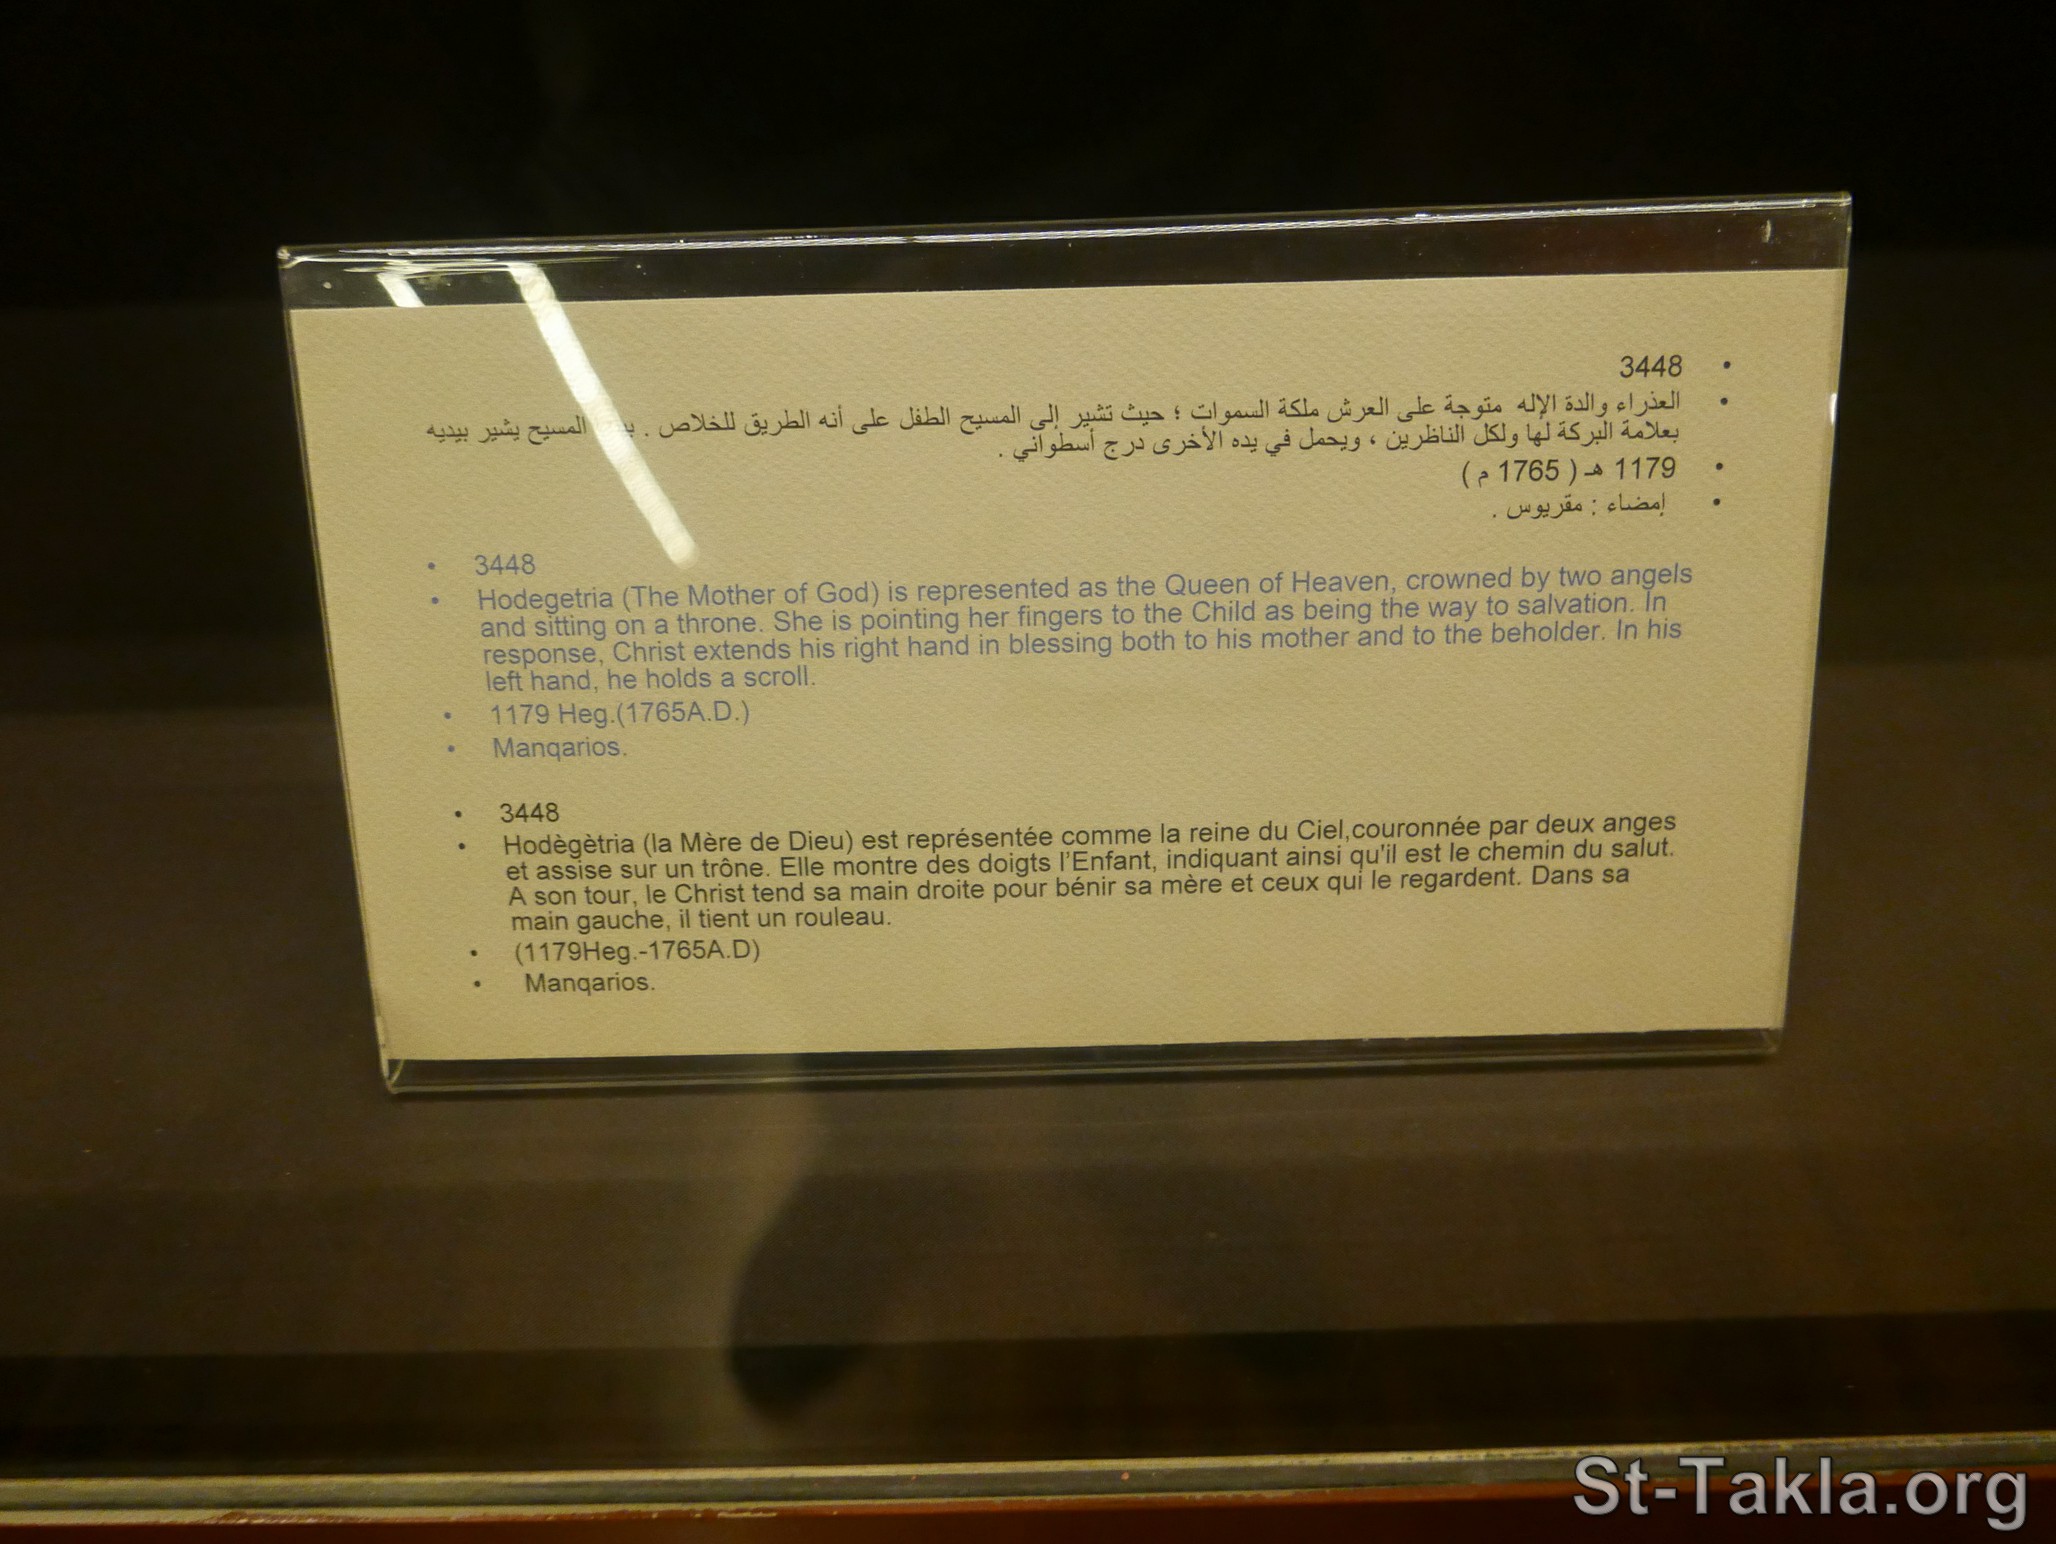 3448 •
• العذراء والدة الإله متوجة على العرش ملكة السموات ؛ حيث تشير إلى المسيح الطفل على أنه الطريق للخلاص . المسيح يشير بيديه
بعلامة البركة لها ولكل الناظرين ، ويحمل في يده الأخرى درج أسطواني .
• 1179 هـ ( 1765 م )
• إمضاء : مقريوس .
• 3448
• Hodegetria (The Mother of God) is represented as the Queen of Heaven, crowned by two angels
and sitting on a throne. She is pointing her fingers to the Child as being the way to salvation. In
response, Christ extends his right hand in blessing both to his mother and to the beholder. In his
left hand, he holds a scroll.
• 1179 Heg.(1765A.D.)
• Manqarios.
• 3448
• Hodègètria (la Mère de Dieu) est représentée comme la reine du Ciel,couronnée par deux anges
et assise sur un trône. Elle montre des doigts l'Enfant, indiquant ainsi qu'il est le chemin du salut.
A son tour, le Christ tend sa main droite pour bénir sa mère et ceux qui le regardent. Dans sa
main gauche, il tient un rouleau.
• (1179Heg.-1765A.D)
• Manqarios.
St-Takla.org